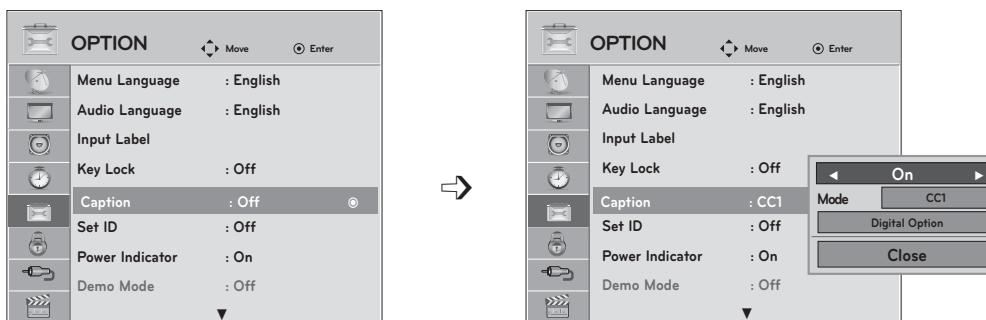 OPTION Move Enter
Menu Language : English
Audio Language : English
Input Label
Key Lock : Off
Caption : Off
Set ID : Off
Power Indicator : On
Demo Mode : Off
▼
OPTION Move Enter
Menu Language : English
Audio Language : English
Input Label
Key Lock : Off
Caption : CC1
Set ID : Off
Power Indicator : On
Demo Mode : Off
▼
◀ On ▶
Mode CC1
Digital Option
Close